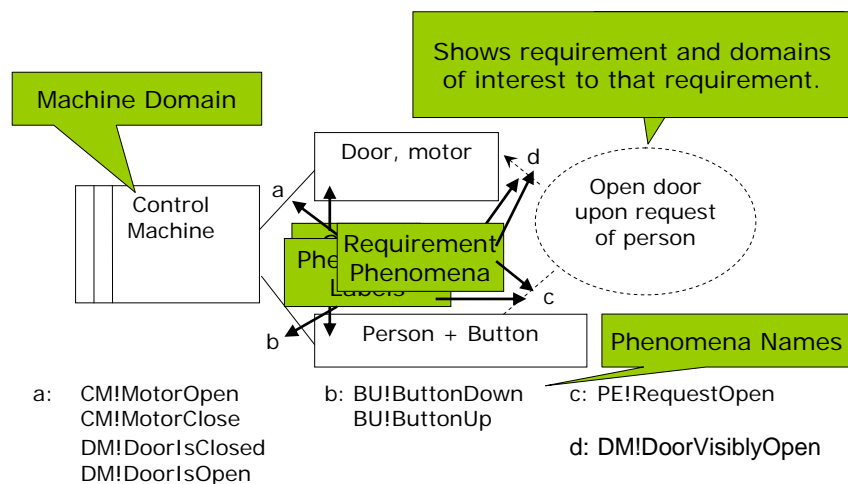 Shows requirement and domains
of interest to that requirement.
Machine Domain
Door, motor
d
a
Control
Machine
Open door
upon request
of person
Requirement
Phenomena
Labels
c
b
Person + Button
Phenomena Names
a: CM!MotorOpen
CM!MotorClose
DM!DoorIsClosed
DM!DoorIsOpen
b: BU!ButtonDown
BU!ButtonUp
c: PE!RequestOpen
d: DM!DoorVisiblyOpen